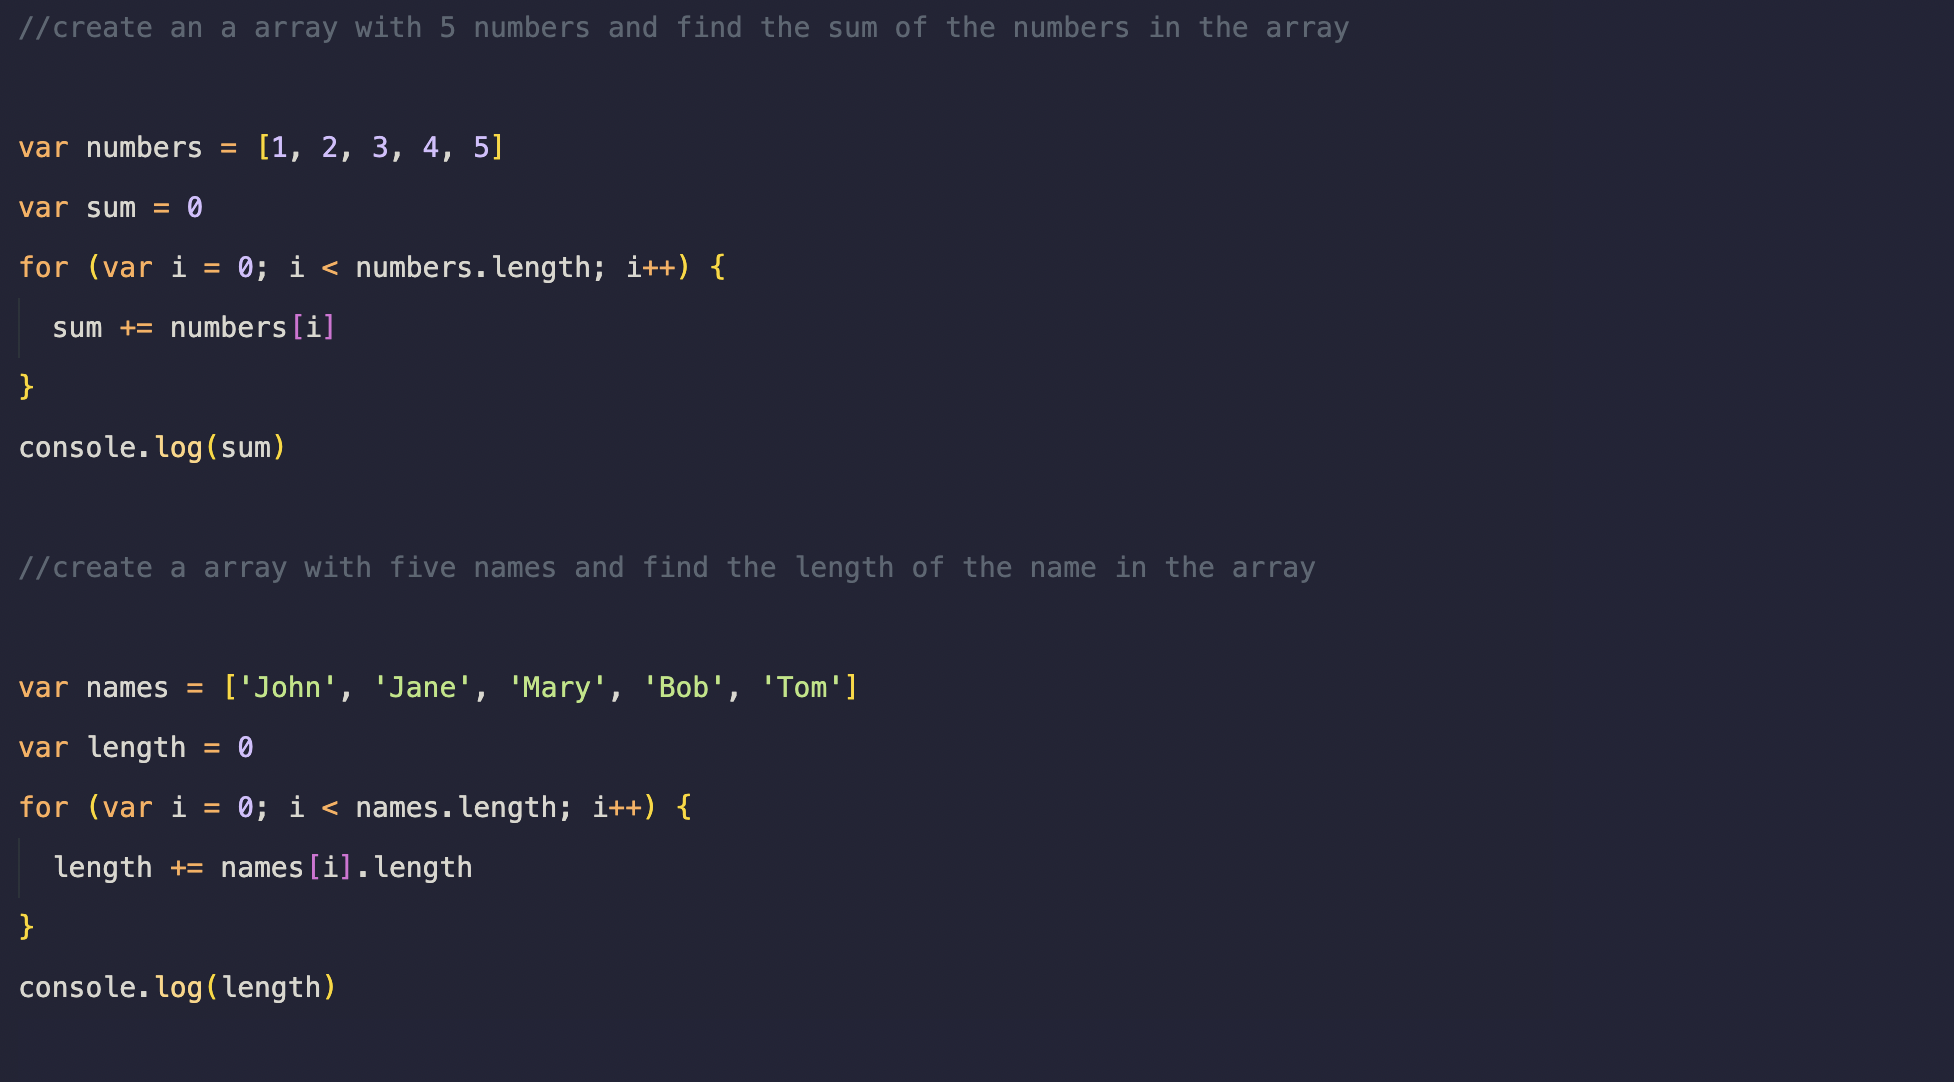 //create an a array with 5 numbers and find the sum of the numbers in the array
var numbers = [1, 2, 3, 4, 5]
var sum = 0
for (var i = 0; i < numbers.length; i++) {
  sum += numbers[i]
}
console.log(sum)
//create a array with five names and find the length of the name in the array
var names = ['John', 'Jane', 'Mary', 'Bob', 'Tom']
var length = 0
for (var i = 0; i < names.length; i++) {
  length += names[i].length
}
console.log(length)